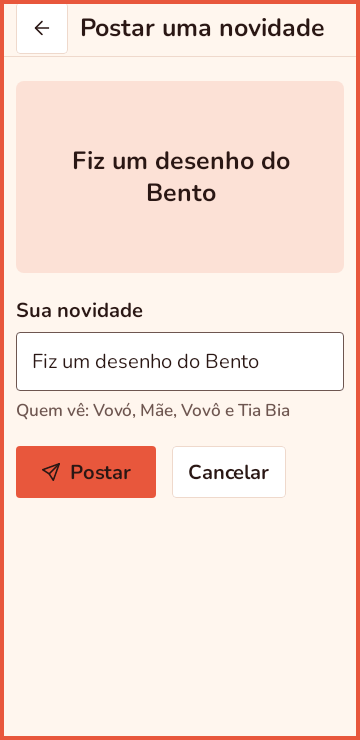 Postar uma novidade
Fiz um desenho do
Bento
Sua novidade
Fiz um desenho do Bento
Quem vê: Vovó, Mãe, Vovô e Tia Bia
Postar
Cancelar